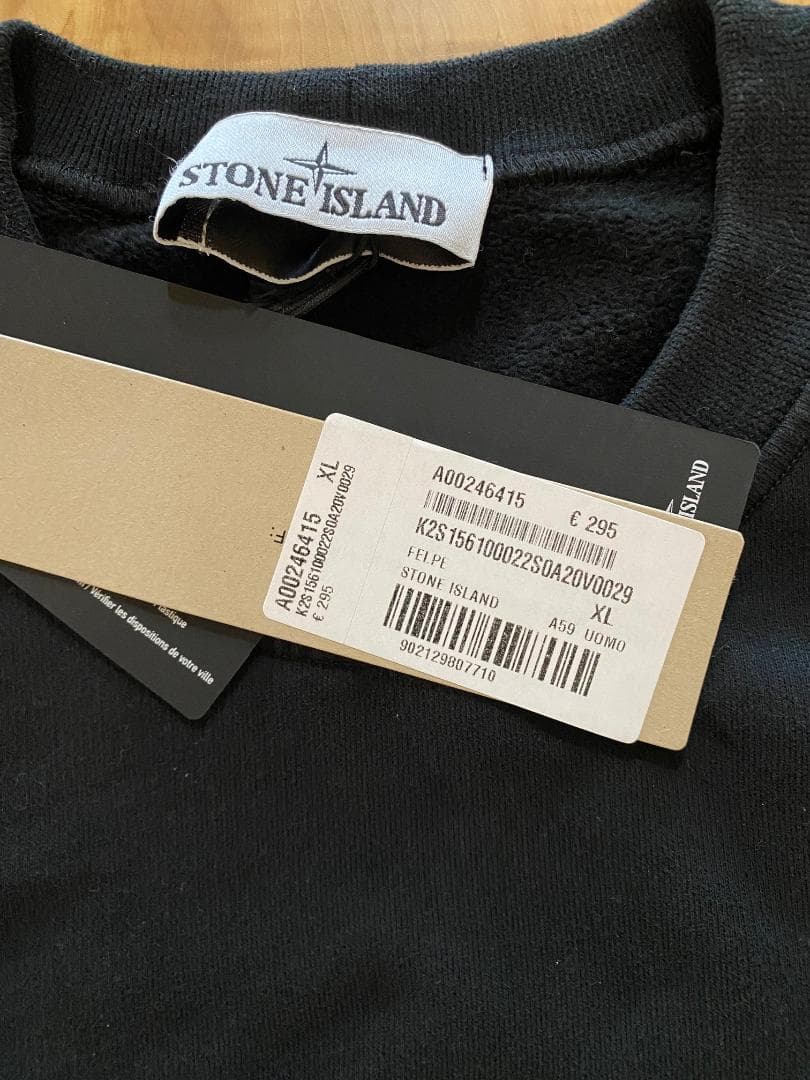 STONE ISLAND
ISLAND
A00246415 XL
K2S156100022S0A20V0029
€ 295
A00246415 € 295
K2S156100022S0A20V0029
FELPE XL
STONE ISLAND A59 UOMO
902129807710
plastique
Vérifier les dispositions de votre ville